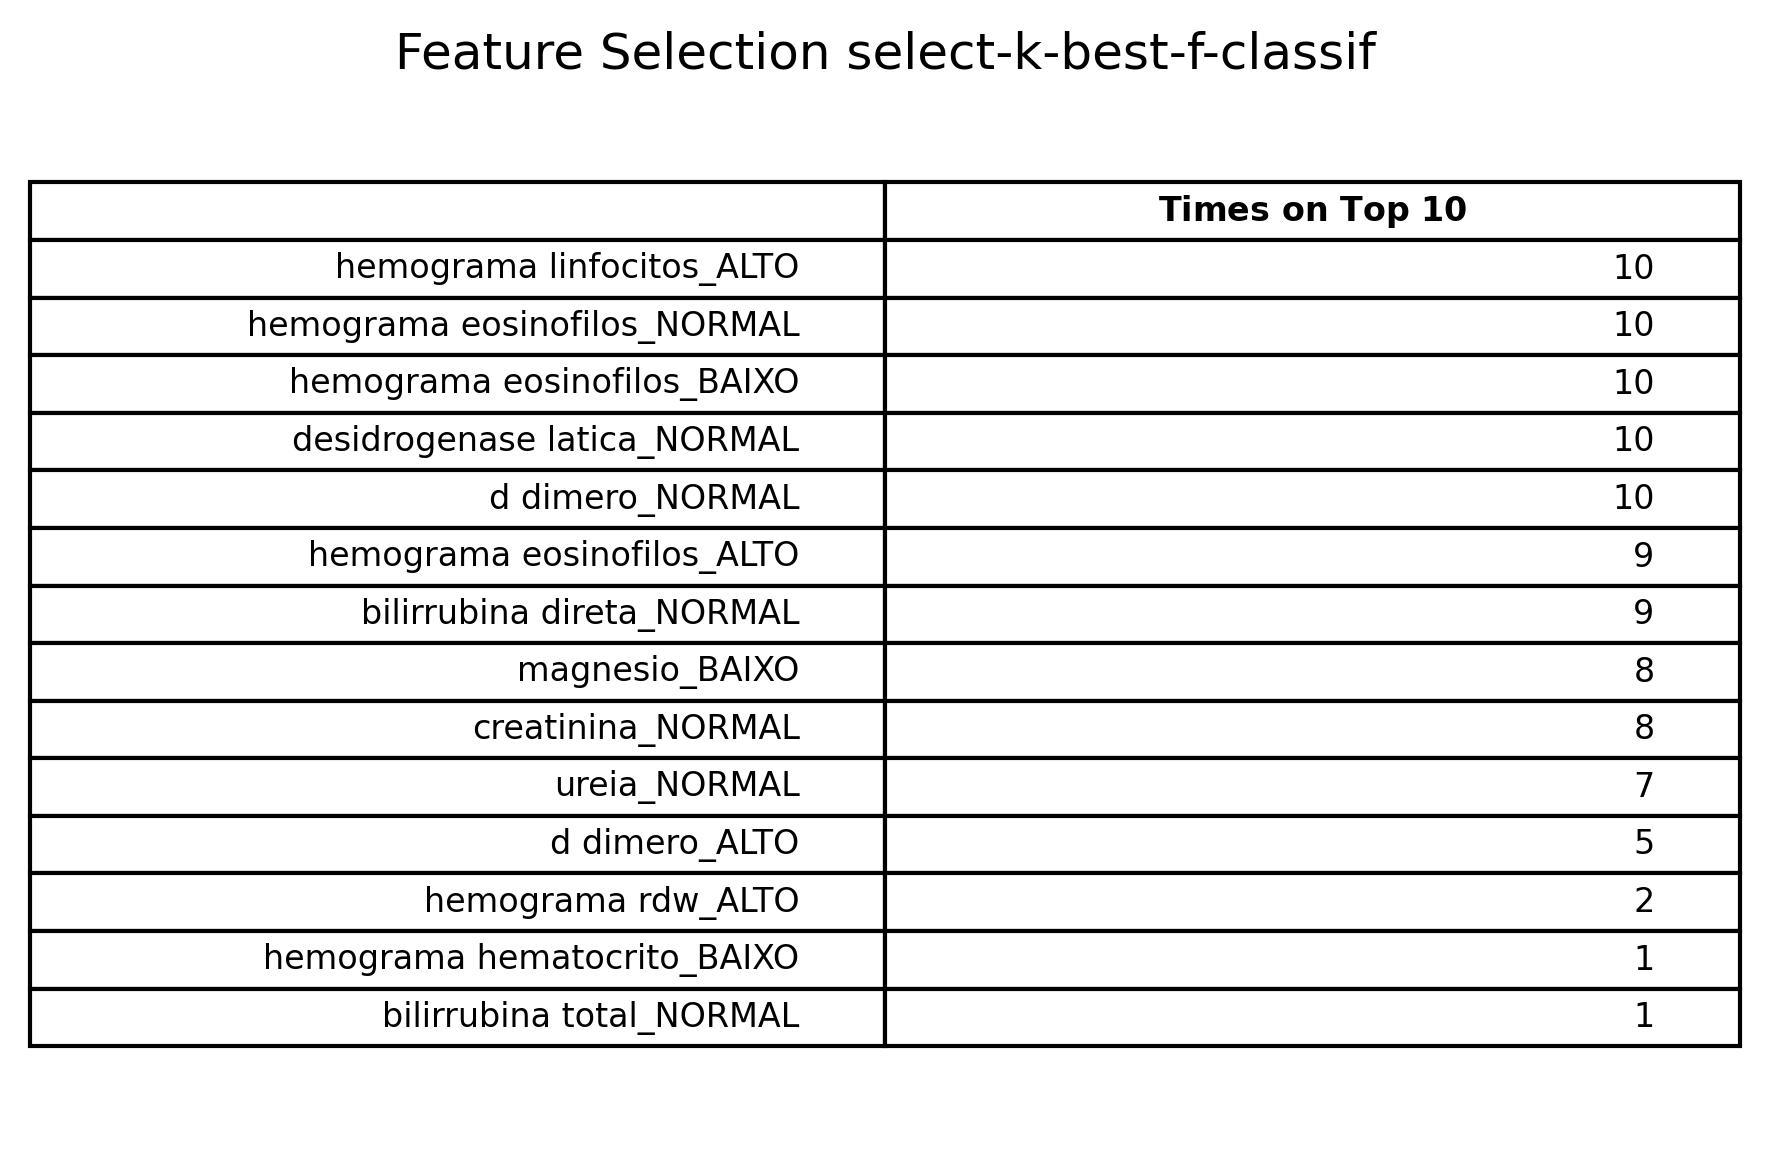 Feature Selection select-k-best-f-classif
Times on Top 10
hemograma linfocitos_ALTO 10
hemograma eosinofilos_NORMAL 10
hemograma eosinofilos_BAIXO 10
desidrogenase latica_NORMAL 10
d dimero_NORMAL 10
hemograma eosinofilos_ALTO 9
bilirrubina direta_NORMAL 9
magnesio_BAIXO 8
creatinina_NORMAL 8
ureia_NORMAL 7
d dimero_ALTO 5
hemograma rdw_ALTO 2
hemograma hematocrito_BAIXO 1
bilirrubina total_NORMAL 1